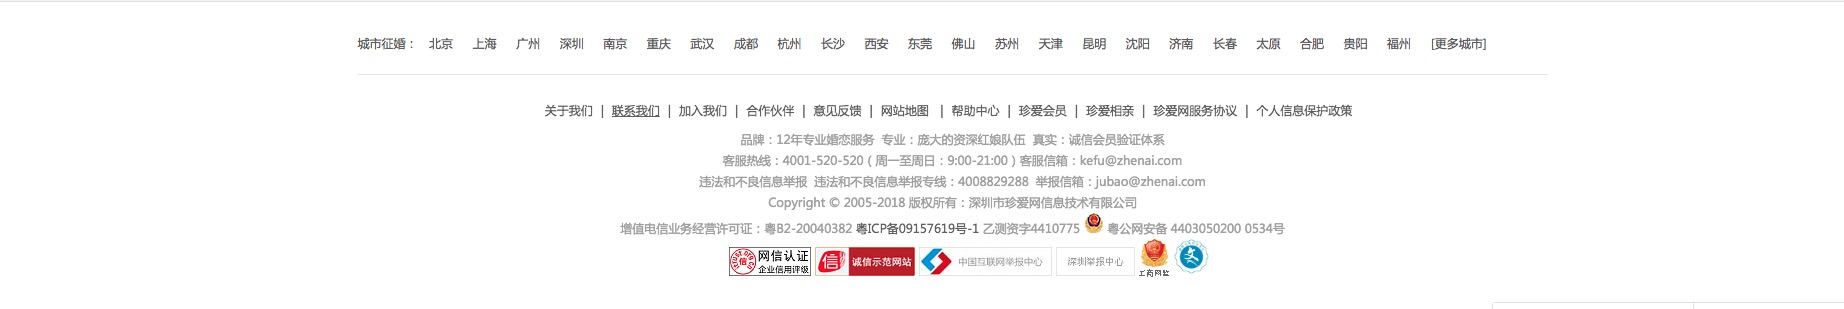 城市征婚： 北京 上海 广州 深圳 南京 重庆 武汉 成都 杭州 长沙 西安 东莞 佛山 苏州 天津 昆明 沈阳 济南 长春 太原 合肥 贵阳 福州 [更多城市]
关于我们 | 联系我们 | 加入我们 | 合作伙伴 | 意见反馈 | 网站地图 | 帮助中心 | 珍爱会员 | 珍爱相亲 | 珍爱网服务协议 | 个人信息保护政策
品牌：12年专业婚恋服务 专业：庞大的资深红娘队伍 真实：诚信会员验证体系
客服热线：4001-520-520（周一至周日：9:00-21:00）客服信箱：kefu@zhenai.com
违法和不良信息举报 违法和不良信息举报专线：4008829288 举报信箱：jubao@zhenai.com
Copyright © 2005-2018 版权所有：深圳市珍爱网信息技术有限公司
增值电信业务经营许可证：粤B2-20040382 粤ICP备09157619号-1 乙测资字4410775 粤公网安备 4403050200 0534号
信 网信认证 企业信用评级 信 诚信示范网站 中国互联网举报中心 深圳举报中心 工商网监